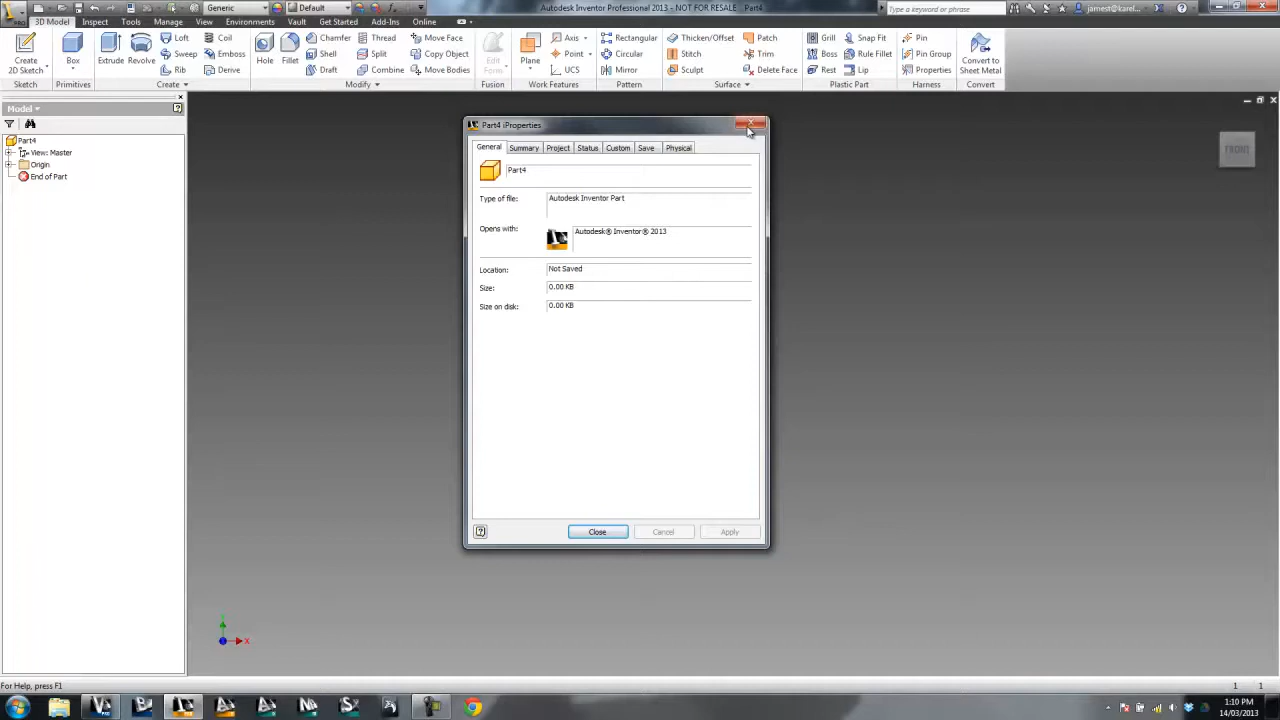 Generic Default Autodesk Inventor Professional 2013 - NOT FOR RESALE Part4 Type a keyword or phrase jamest@karel...
PRO 3D Model Inspect Tools Manage View Environments Vault Get Started Add-Ins Online
Loft Coil Chamfer Thread Move Face Axis Rectangular Thicken/Offset Patch Grill Snap Fit Pin
Sweep Emboss Shell Split Copy Object Point Circular Stitch Trim Boss Rule Fillet Pin Group
Create 2D Sketch Box Extrude Revolve Hole Fillet Edit Form Plane Convert to Sheet Metal
Rib Derive Draft Combine Move Bodies UCS Mirror Sculpt Delete Face Rest Lip Properties
Sketch Primitives Create Modify Fusion Work Features Pattern Surface Plastic Part Harness Convert
Model
Part4
View: Master
Origin
End of Part
FRONT
Part4 iProperties
General Summary Project Status Custom Save Physical
Part4
Type of file: Autodesk Inventor Part
Opens with: Autodesk® Inventor® 2013
Location: Not Saved
Size: 0.00 KB
Size on disk: 0.00 KB
Close Cancel Apply
X
For Help, press F1 1 1
1:10 PM
14/03/2013